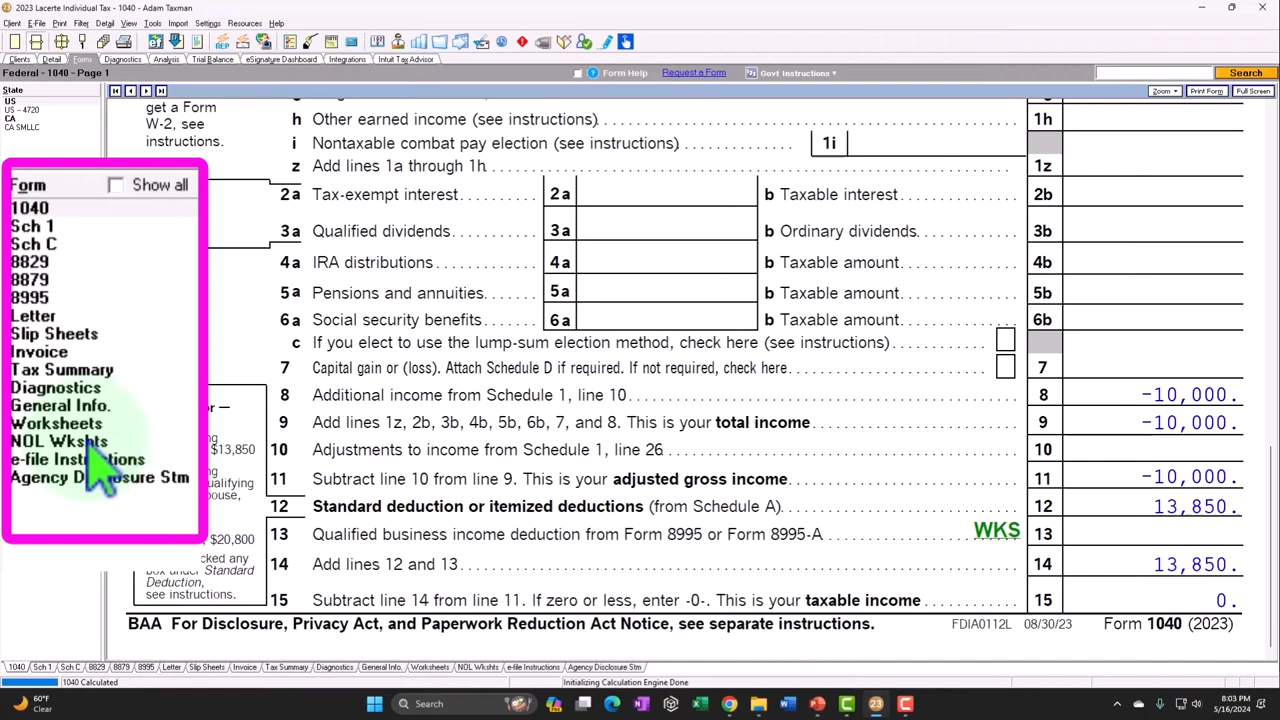 2023 Lacerte Individual Tax - 1040 - Adam Taxman
Client E-File Print Filter Detail View Tools Import Settings Resources Help
REP
Clients Detail Forms Diagnostics Analysis Trial Balance eSignature Dashboard Integrations Intuit Tax Advisor
Federal - 1040 - Page 1 Form Help Request a Form Govt Instructions Search
State Zoom Print Form Full Screen
US
US - 4720
CA
CA SMLLC
Form Show all
1040
Sch 1
Sch C
8829
8879
8995
Letter
Slip Sheets
Invoice
Tax Summary
Diagnostics
General Info.
Worksheets
NOL Wkshts
e-file Instructions
Agency Disclosure Stm
get a Form
W-2, see
instructions.
h Other earned income (see instructions) 1h
i Nontaxable combat pay election (see instructions) 1i
z Add lines 1a through 1h 1z
2a Tax-exempt interest 2a b Taxable interest 2b
3a Qualified dividends 3a b Ordinary dividends 3b
4a IRA distributions 4a b Taxable amount 4b
5a Pensions and annuities 5a b Taxable amount 5b
6a Social security benefits 6a b Taxable amount 6b
c If you elect to use the lump-sum election method, check here (see instructions)
7 Capital gain or (loss). Attach Schedule D if required. If not required, check here 7
8 Additional income from Schedule 1, line 10 8 -10,000.
9 Add lines 1z, 2b, 3b, 4b, 5b, 6b, 7, and 8. This is your total income 9 -10,000.
10 Adjustments to income from Schedule 1, line 26 10
11 Subtract line 10 from line 9. This is your adjusted gross income 11 -10,000.
12 Standard deduction or itemized deductions (from Schedule A) 12 13,850.
13 Qualified business income deduction from Form 8995 or Form 8995-A WKS 13
14 Add lines 12 and 13 14 13,850.
15 Subtract line 14 from line 11. If zero or less, enter -0-. This is your taxable income 15 0.
or —
$13,850
$20,800
any
Standard
Deduction,
see instructions.
BAA For Disclosure, Privacy Act, and Paperwork Reduction Act Notice, see separate instructions. FDIA0112L 08/30/23 Form 1040 (2023)
1040 Sch 1 Sch C 8829 8879 8995 Letter Slip Sheets Invoice Tax Summary Diagnostics General Info. Worksheets NOL Wkshts e-file Instructions Agency Disclosure Stm
1040 Calculated Initializing Calculation Engine Done
60°F
Clear
Search
23
8:03 PM
5/16/2024